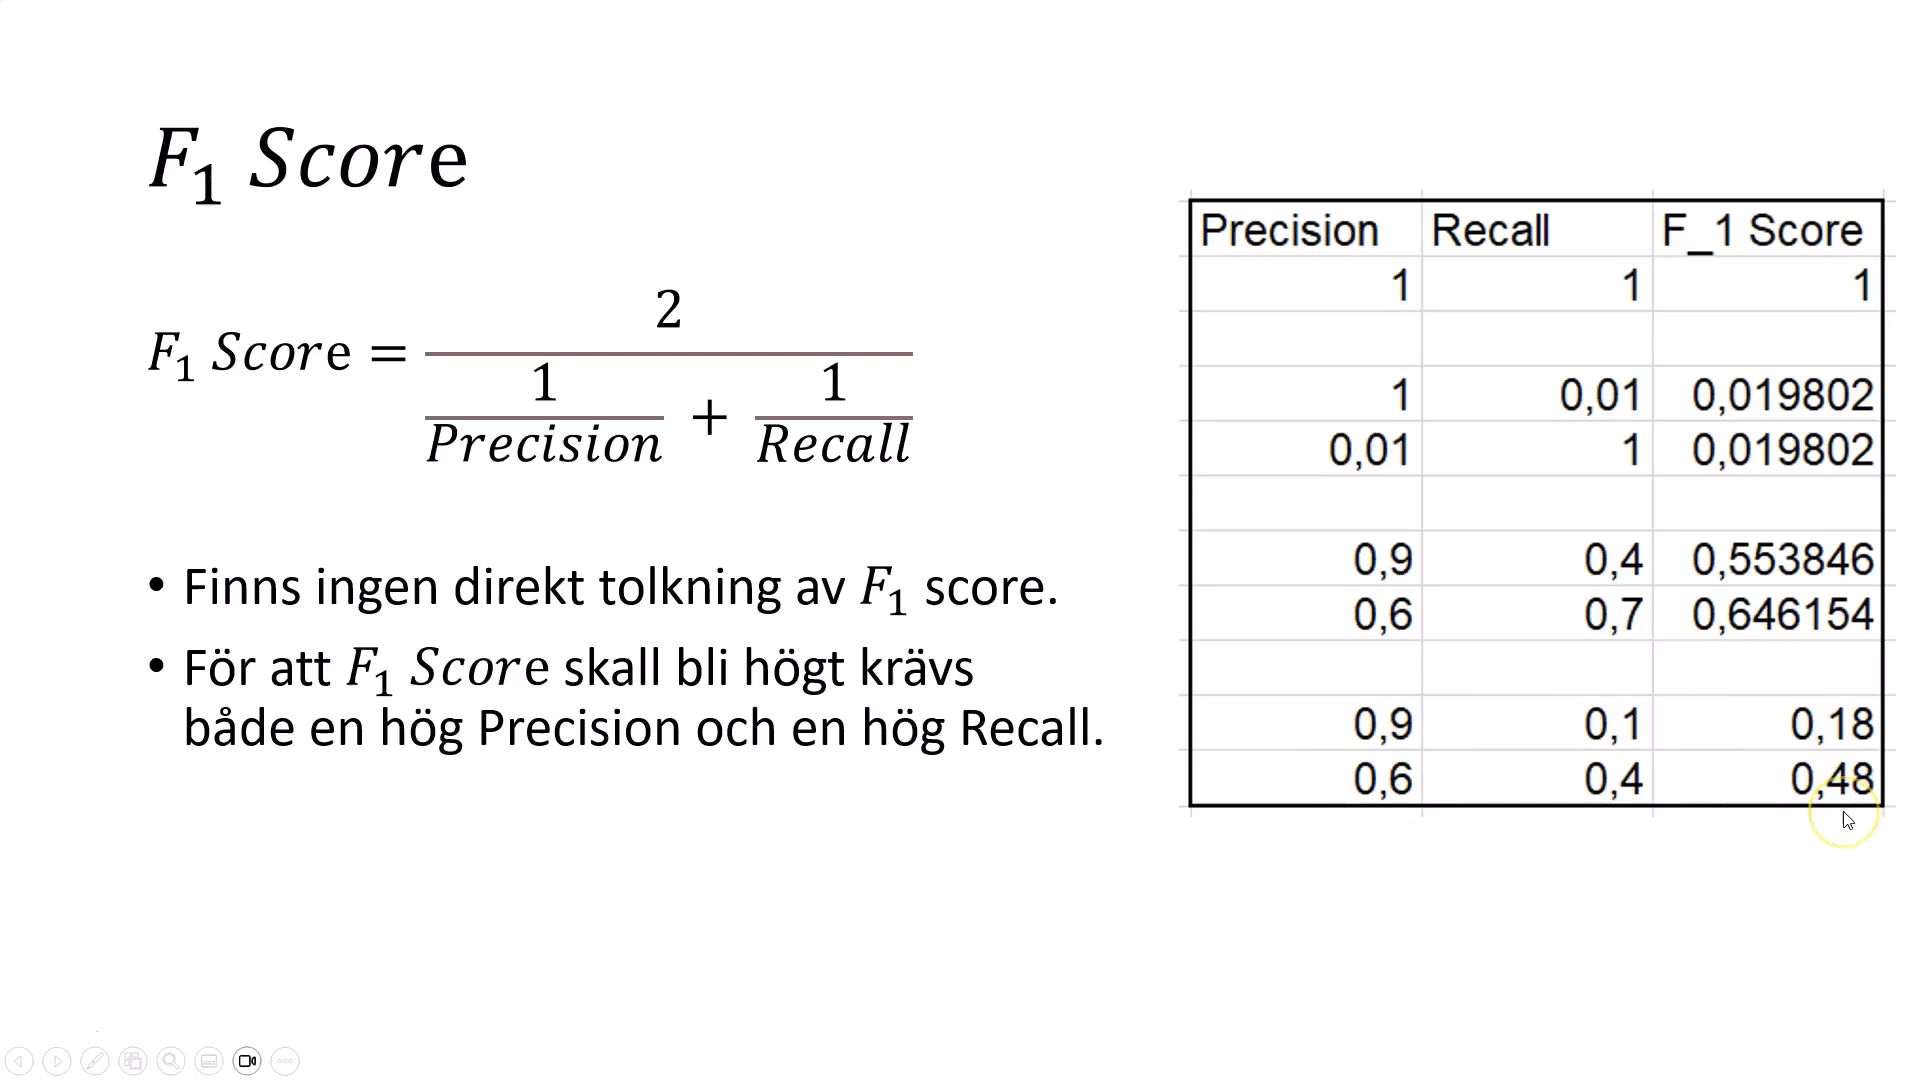 F₁ Score
F₁ Score = 2 / (1/Precision + 1/Recall)
• Finns ingen direkt tolkning av F₁ score.
• För att F₁ Score skall bli högt krävs
både en hög Precision och en hög Recall.
Precision Recall F_1 Score
1 1 1
1 0,01 0,019802
0,01 1 0,019802
0,9 0,4 0,553846
0,6 0,7 0,646154
0,9 0,1 0,18
0,6 0,4 0,48